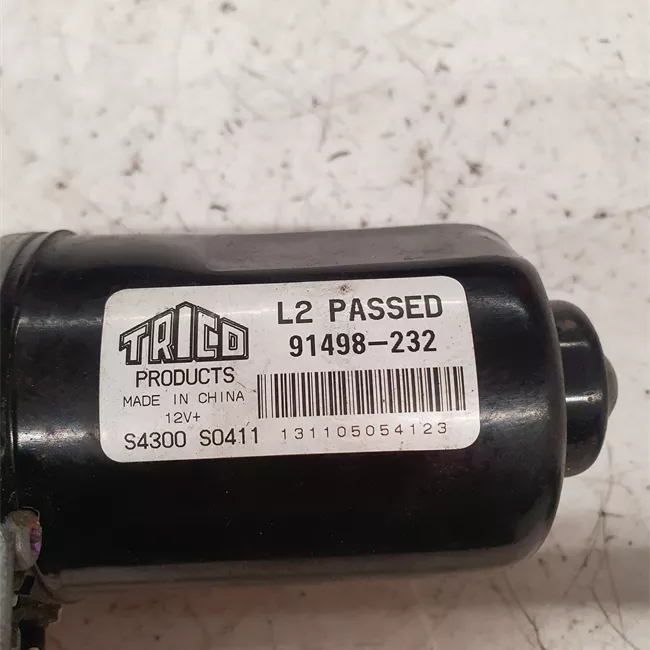 TRICO
PRODUCTS
MADE IN CHINA
12V+
S4300 S0411
L2 PASSED
91498-232
131105054123